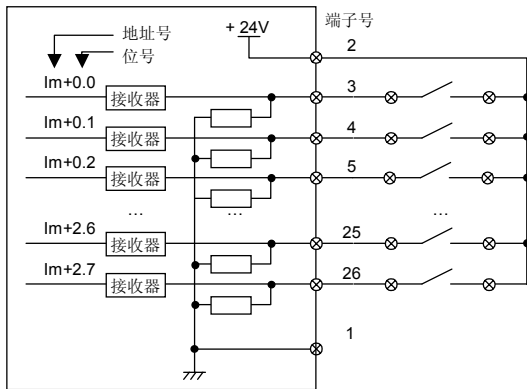 + 24V
端子号
地址号
位号
2
Im+0.0
接收器
3
Im+0.1
接收器
4
Im+0.2
接收器
5
...
...
...
Im+2.6
接收器
25
Im+2.7
接收器
26
1